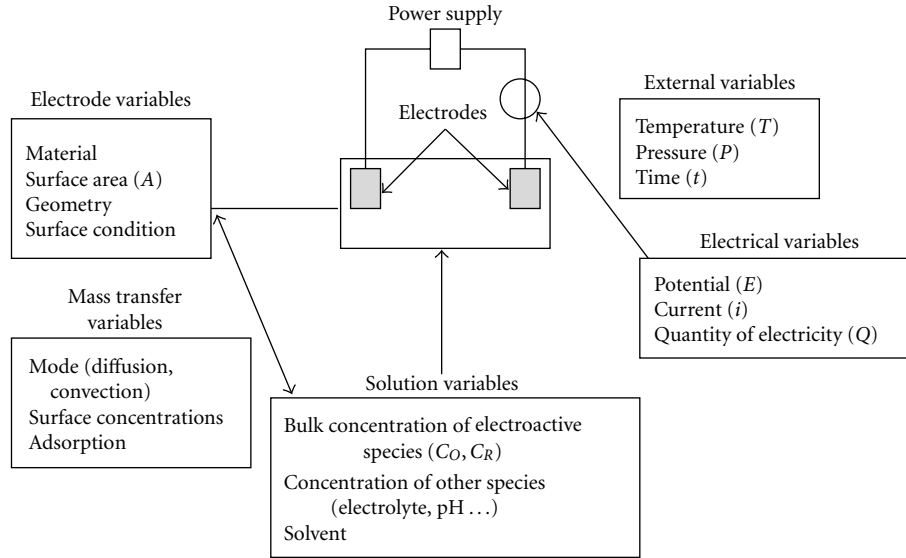 Power supply
Electrodes
Electrode variables
Material
Surface area (A)
Geometry
Surface condition
External variables
Temperature (T)
Pressure (P)
Time (t)
Electrical variables
Potential (E)
Current (i)
Quantity of electricity (Q)
Mass transfer
variables
Mode (diffusion,
convection)
Surface concentrations
Adsorption
Solution variables
Bulk concentration of electroactive
species (C_O, C_R)
Concentration of other species
(electrolyte, pH ...)
Solvent